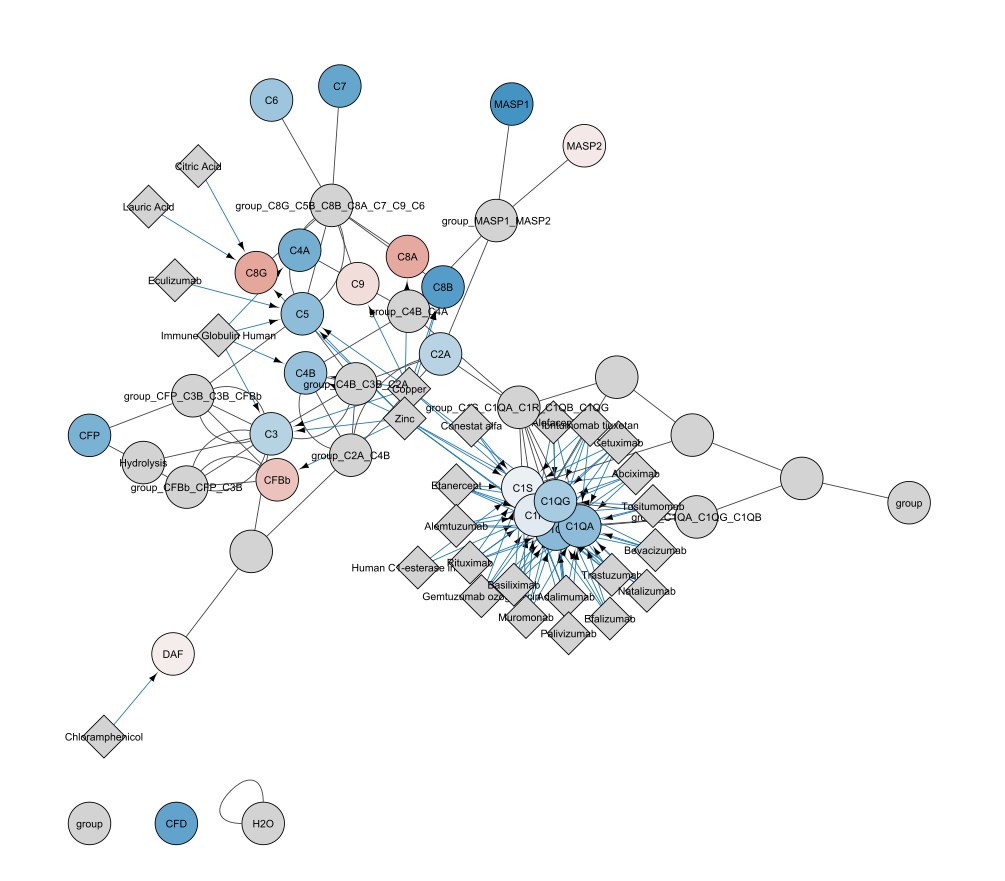 C7
C6
MASP1
MASP2
Citric Acid
Lauric Acid
group_C8G_C5B_C8B_C8A_C7_C9_C6
group_MASP1_MASP2
C4A
C8A
C8G
Eculizumab
C9
C8B
C5
group_C4B_C4A
Immune Globulin Human
C2A
C4B
group_C4B_C3B_C2A
Copper
group_CFP_C3B_C3B_CFBb
group_C1S_C1QA_C1R_C1QB_C1QG
Zinc
Alefacept
Ibritumomab tiuxetan
Conestat alfa
CFP
C3
Cetuximab
group_C2A_C4B
Hydrolysis
Abciximab
CFBb
group_CFBb_CFP_C3B
Etanercept
C1S
C1QG
Tositumomab
group
group_C1QA_C1QG_C1QB
Alemtuzumab
C1QA
Bevacizumab
Human C1-esterase
Rituximab
Trastuzumab
Basiliximab
Natalizumab
Gemtuzumab
Adalimumab
Muromonab
Efalizumab
Palivizumab
DAF
Chloramphenicol
group
CFD
H2O